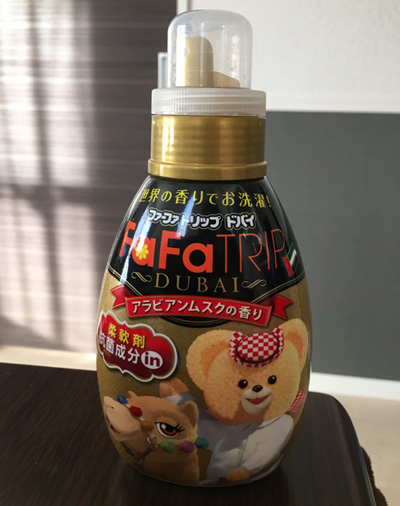 世界の香りでお洗濯!
ファーファトリップ ドバイ
FaFa TRIP
DUBAI
アラビアンムスクの香り
柔軟剤
抗菌成分in